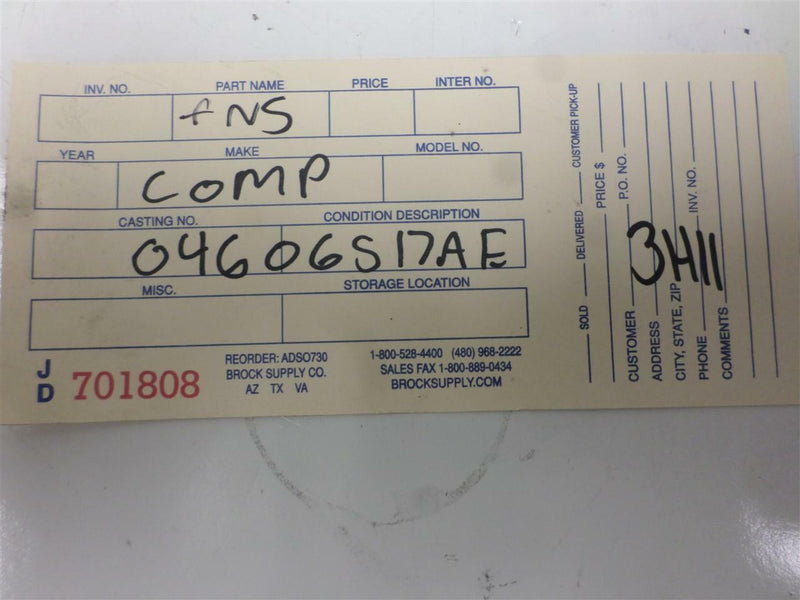 INV. NO. PART NAME PRICE INTER NO.
fNS
YEAR MAKE MODEL NO.
COMP
CASTING NO. CONDITION DESCRIPTION
04606S17AE
MISC. STORAGE LOCATION
JD 701808
REORDER: ADSO730
BROCK SUPPLY CO.
AZ TX VA
1-800-528-4400 (480) 968-2222
SALES FAX 1-800-889-0434
BROCKSUPPLY.COM
SOLD DELIVERED CUSTOMER PICK-UP
PRICE $
CUSTOMER P.O. NO.
ADDRESS
CITY, STATE, ZIP
PHONE INV. NO.
COMMENTS
3H11